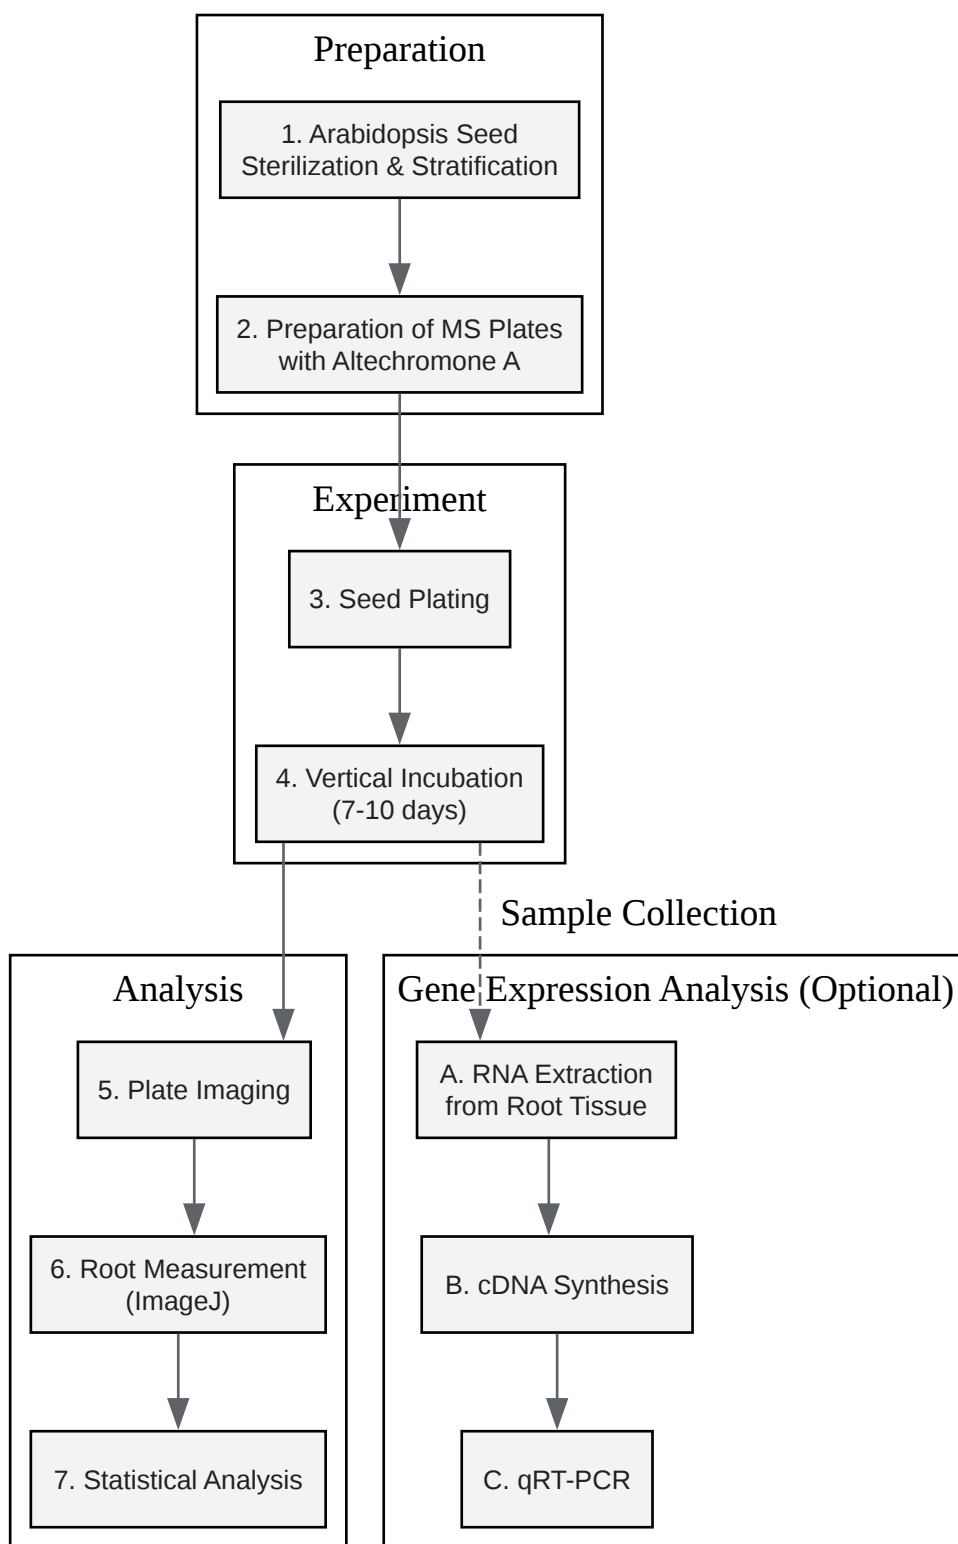 Preparation
1. Arabidopsis Seed
Sterilization & Stratification
2. Preparation of MS Plates
with Altechromone A
Experiment
3. Seed Plating
4. Vertical Incubation
(7-10 days)
Sample Collection
Analysis
5. Plate Imaging
6. Root Measurement
(ImageJ)
7. Statistical Analysis
Gene Expression Analysis (Optional)
A. RNA Extraction
from Root Tissue
B. cDNA Synthesis
C. qRT-PCR